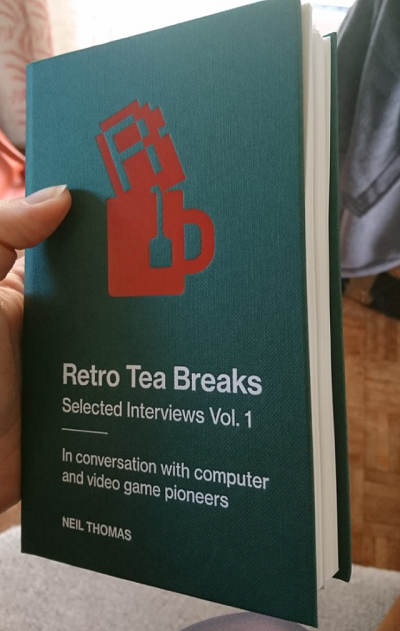 Retro Tea Breaks
Selected Interviews Vol. 1
In conversation with computer
and video game pioneers
NEIL THOMAS